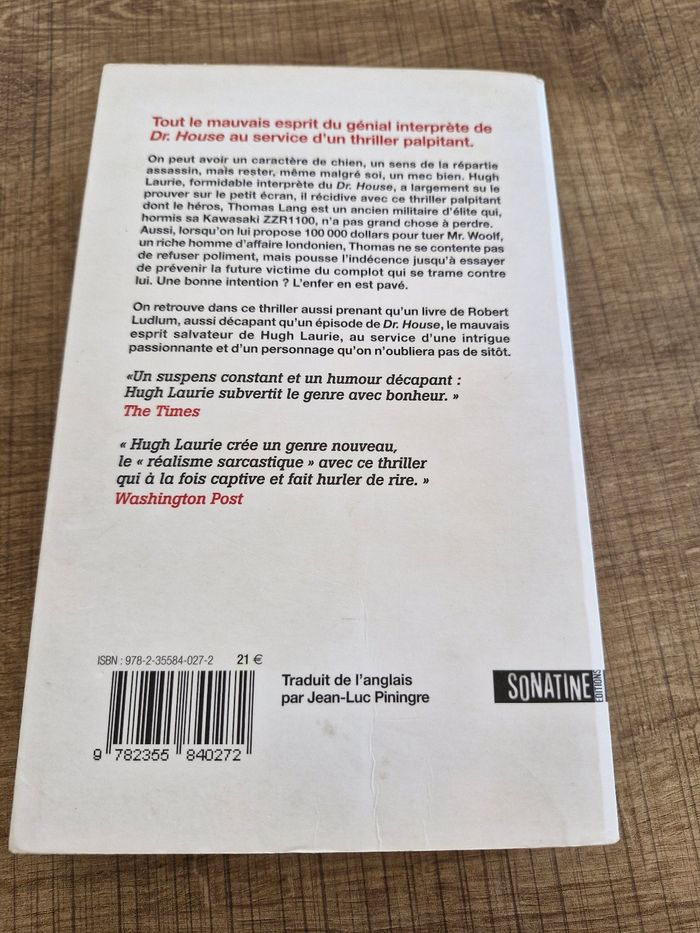 Tout le mauvais esprit du génial interprète de
Dr. House au service d'un thriller palpitant.
On peut avoir un caractère de chien, un sens de la répartie
assassin, mais rester, même malgré soi, un mec bien. Hugh
Laurie, formidable interprète du Dr. House, a largement su le
prouver sur le petit écran, il récidive avec ce thriller palpitant
dont le héros, Thomas Lang est un ancien militaire d'élite qui,
hormis sa Kawasaki ZZR1100, n'a pas grand chose à perdre.
Aussi, lorsqu'on lui propose 100 000 dollars pour tuer Mr. Woolf,
un riche homme d'affaire londonien, Thomas ne se contente pas
de refuser poliment, mais pousse l'indécence jusqu'à essayer
de prévenir la future victime du complot qui se trame contre
lui. Une bonne intention ? L'enfer en est pavé.
On retrouve dans ce thriller aussi prenant qu'un livre de Robert
Ludlum, aussi décapant qu'un épisode de Dr. House, le mauvais
esprit salvateur de Hugh Laurie, au service d'une intrigue
passionnante et d'un personnage qu'on n'oubliera pas de sitôt.
«Un suspens constant et un humour décapant :
Hugh Laurie subvertit le genre avec bonheur. »
The Times
« Hugh Laurie crée un genre nouveau,
le « réalisme sarcastique » avec ce thriller
qui à la fois captive et fait hurler de rire. »
Washington Post
ISBN : 978-2-35584-027-2 21 €
9 782355 840272
Traduit de l'anglais
par Jean-Luc Piningre
SONATINE
EDITIONS